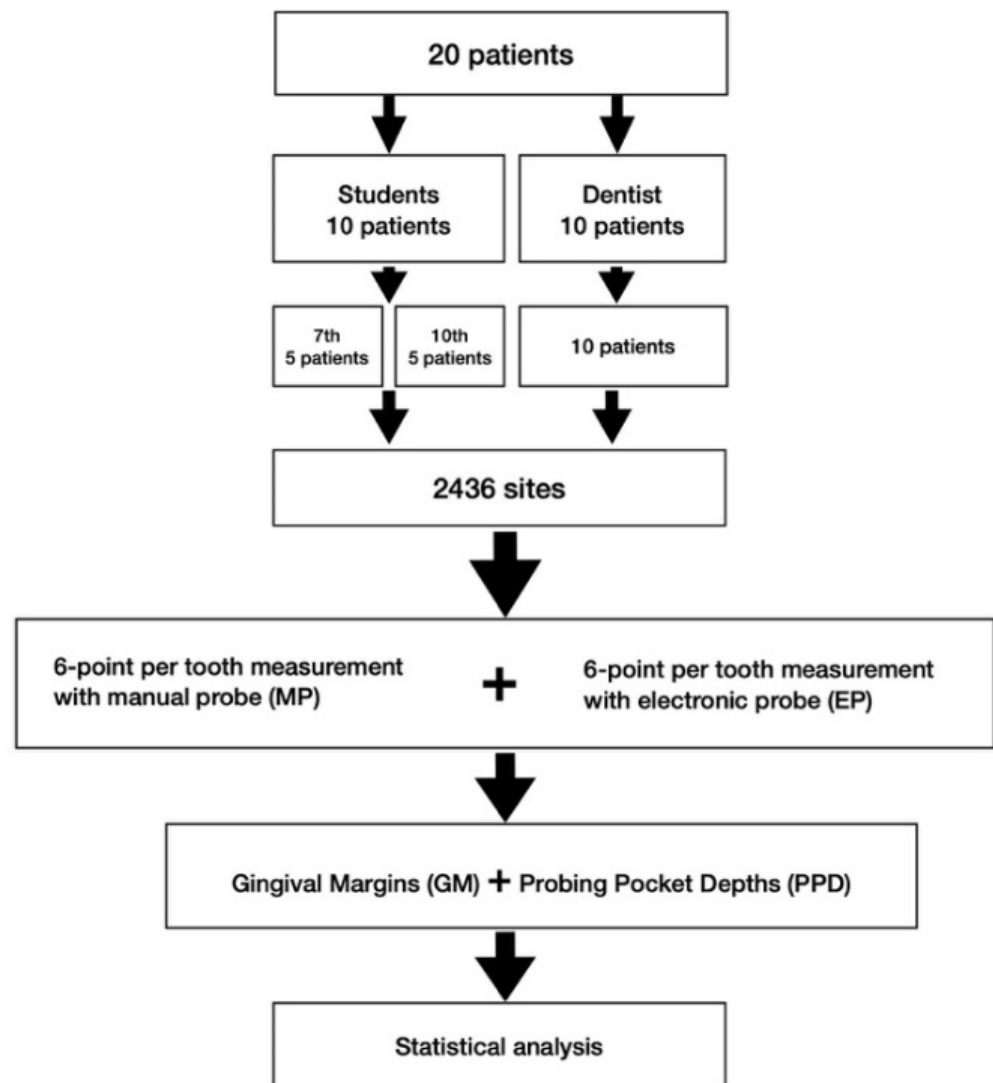 20 patients
Students
10 patients
Dentist
10 patients
7th
5 patients
10th
5 patients
10 patients
2436 sites
6-point per tooth measurement
with manual probe (MP)
+
6-point per tooth measurement
with electronic probe (EP)
Gingival Margins (GM) + Probing Pocket Depths (PPD)
Statistical analysis